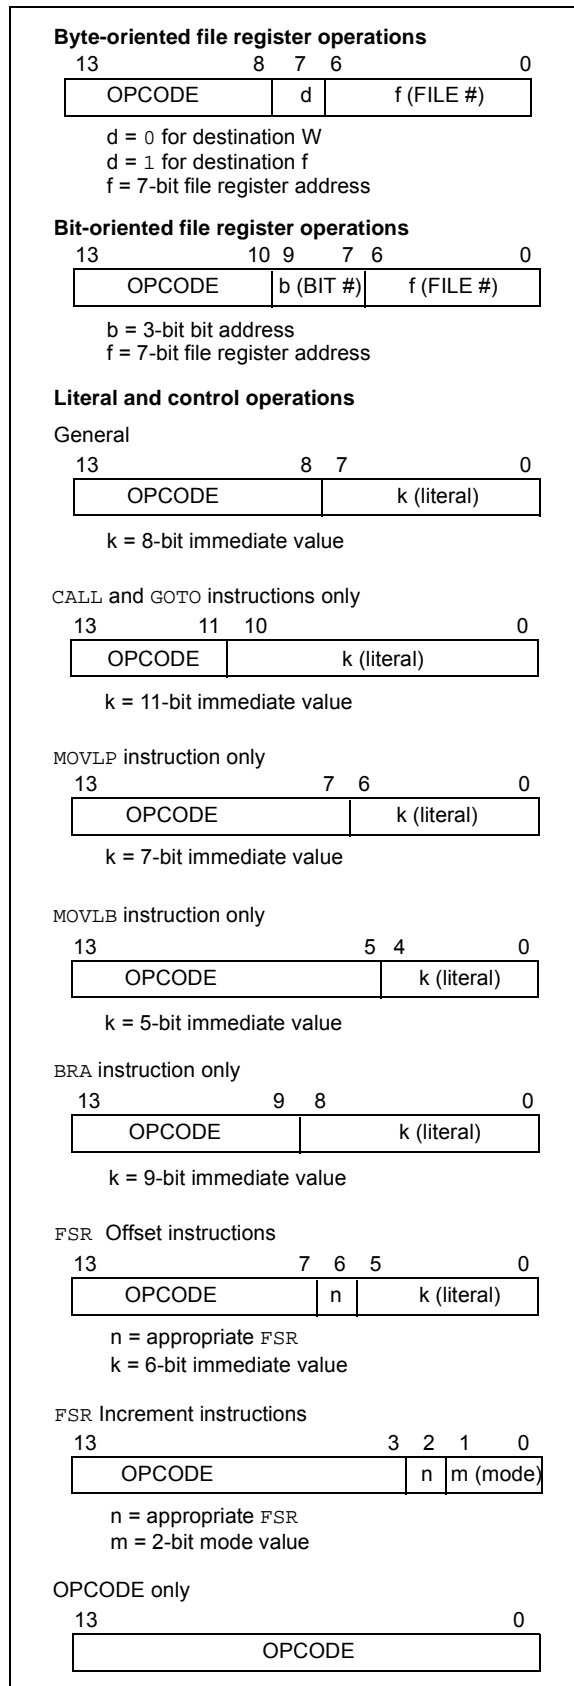 Byte-oriented file register operations
13 8 7 6 0
OPCODE d f (FILE #)
d = 0 for destination W
d = 1 for destination f
f = 7-bit file register address
Bit-oriented file register operations
13 10 9 7 6 0
OPCODE b (BIT #) f (FILE #)
b = 3-bit bit address
f = 7-bit file register address
Literal and control operations
General
13 8 7 0
OPCODE k (literal)
k = 8-bit immediate value
CALL and GOTO instructions only
13 11 10 0
OPCODE k (literal)
k = 11-bit immediate value
MOVLP instruction only
13 7 6 0
OPCODE k (literal)
k = 7-bit immediate value
MOVLB instruction only
13 5 4 0
OPCODE k (literal)
k = 5-bit immediate value
BRA instruction only
13 9 8 0
OPCODE k (literal)
k = 9-bit immediate value
FSR Offset instructions
13 7 6 5 0
OPCODE n k (literal)
n = appropriate FSR
k = 6-bit immediate value
FSR Increment instructions
13 3 2 1 0
OPCODE n m (mode)
n = appropriate FSR
m = 2-bit mode value
OPCODE only
13 0
OPCODE